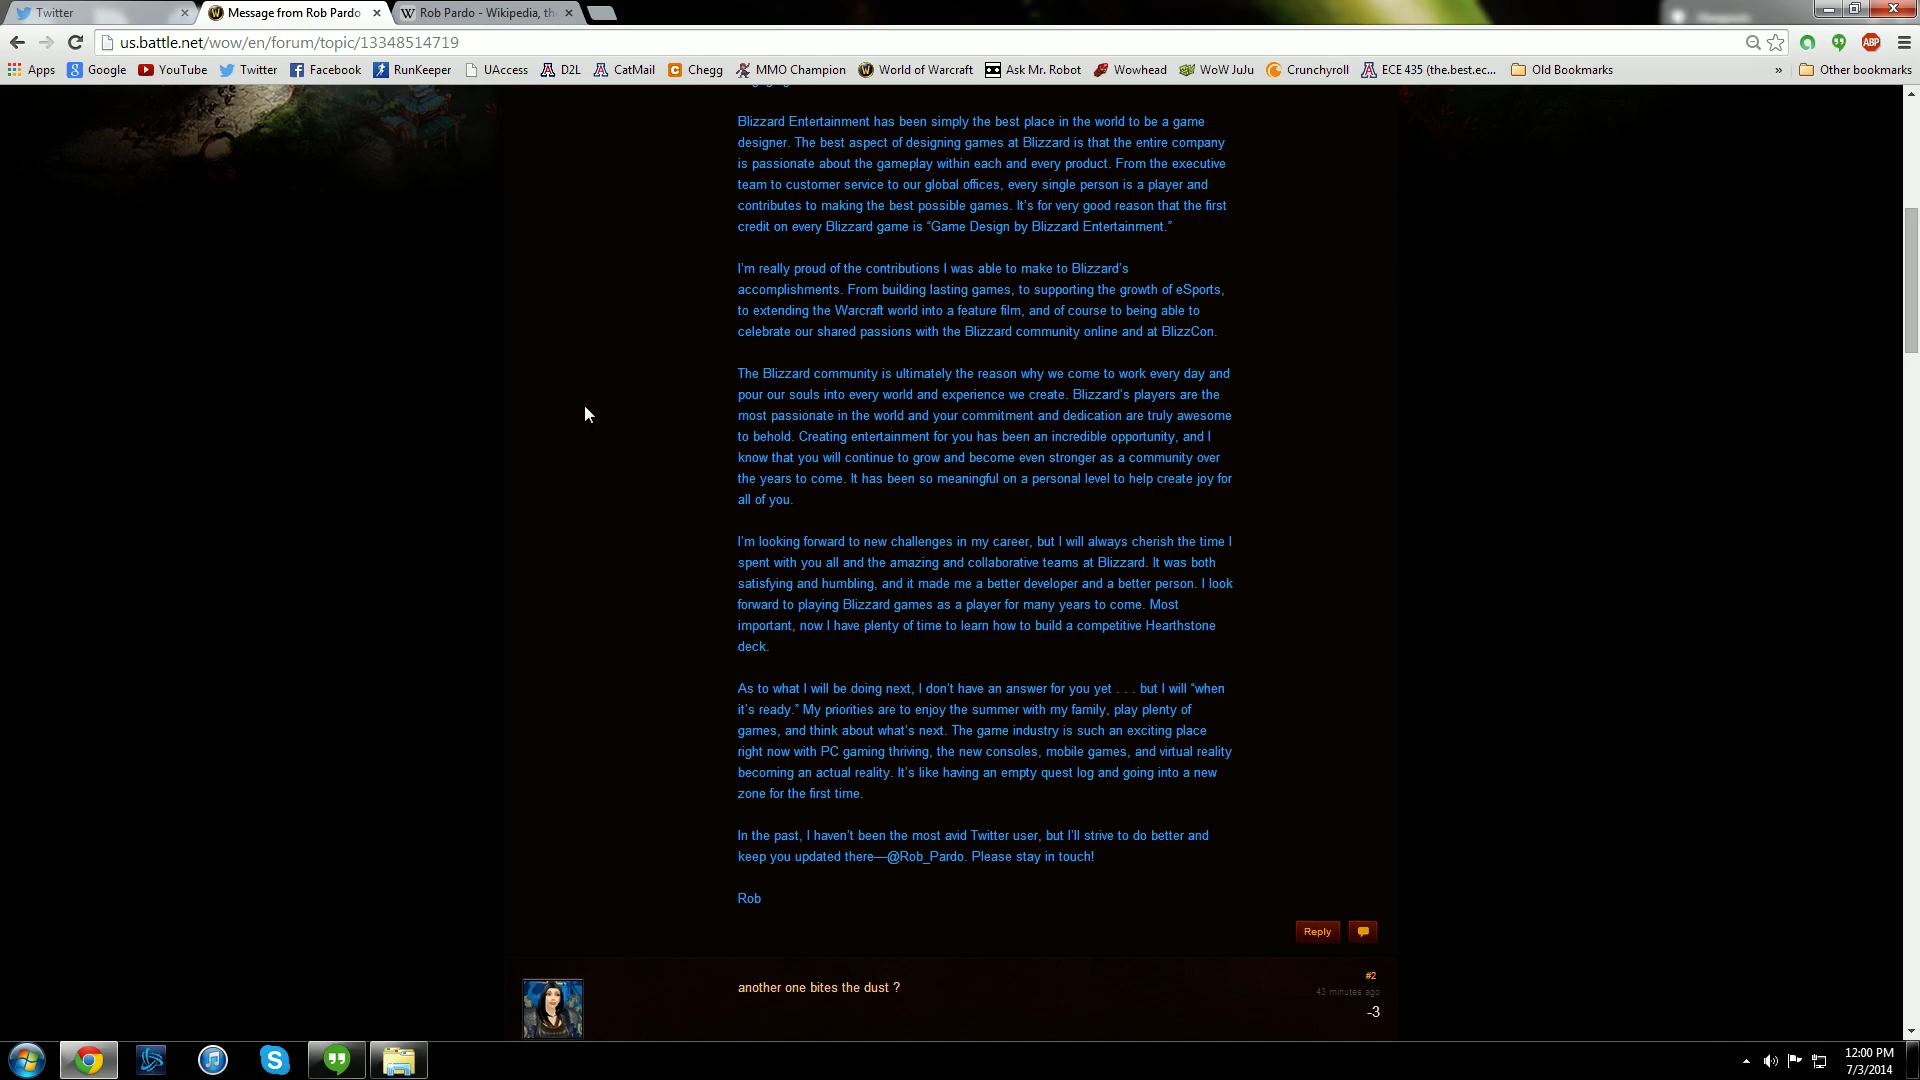 Twitter
Message from Rob Pardo
Rob Pardo - Wikipedia, th
us.battle.net/wow/en/forum/topic/13348514719
Apps Google YouTube Twitter Facebook RunKeeper UAccess D2L CatMail Chegg MMO Champion World of Warcraft Ask Mr. Robot Wowhead WoW JuJu Crunchyroll ECE 435 (the.best.ec... Old Bookmarks » Other bookmarks
ABP
Blizzard Entertainment has been simply the best place in the world to be a game
designer. The best aspect of designing games at Blizzard is that the entire company
is passionate about the gameplay within each and every product. From the executive
team to customer service to our global offices, every single person is a player and
contributes to making the best possible games. It’s for very good reason that the first
credit on every Blizzard game is “Game Design by Blizzard Entertainment.”
I’m really proud of the contributions I was able to make to Blizzard’s
accomplishments. From building lasting games, to supporting the growth of eSports,
to extending the Warcraft world into a feature film, and of course to being able to
celebrate our shared passions with the Blizzard community online and at BlizzCon.
The Blizzard community is ultimately the reason why we come to work every day and
pour our souls into every world and experience we create. Blizzard’s players are the
most passionate in the world and your commitment and dedication are truly awesome
to behold. Creating entertainment for you has been an incredible opportunity, and I
know that you will continue to grow and become even stronger as a community over
the years to come. It has been so meaningful on a personal level to help create joy for
all of you.
I’m looking forward to new challenges in my career, but I will always cherish the time I
spent with you all and the amazing and collaborative teams at Blizzard. It was both
satisfying and humbling, and it made me a better developer and a better person. I look
forward to playing Blizzard games as a player for many years to come. Most
important, now I have plenty of time to learn how to build a competitive Hearthstone
deck.
As to what I will be doing next, I don’t have an answer for you yet . . . but I will “when
it’s ready.” My priorities are to enjoy the summer with my family, play plenty of
games, and think about what’s next. The game industry is such an exciting place
right now with PC gaming thriving, the new consoles, mobile games, and virtual reality
becoming an actual reality. It’s like having an empty quest log and going into a new
zone for the first time.
In the past, I haven’t been the most avid Twitter user, but I’ll strive to do better and
keep you updated there—@Rob_Pardo. Please stay in touch!
Rob
Reply
#2
another one bites the dust ?
43 minutes ago
-3
12:00 PM
7/3/2014